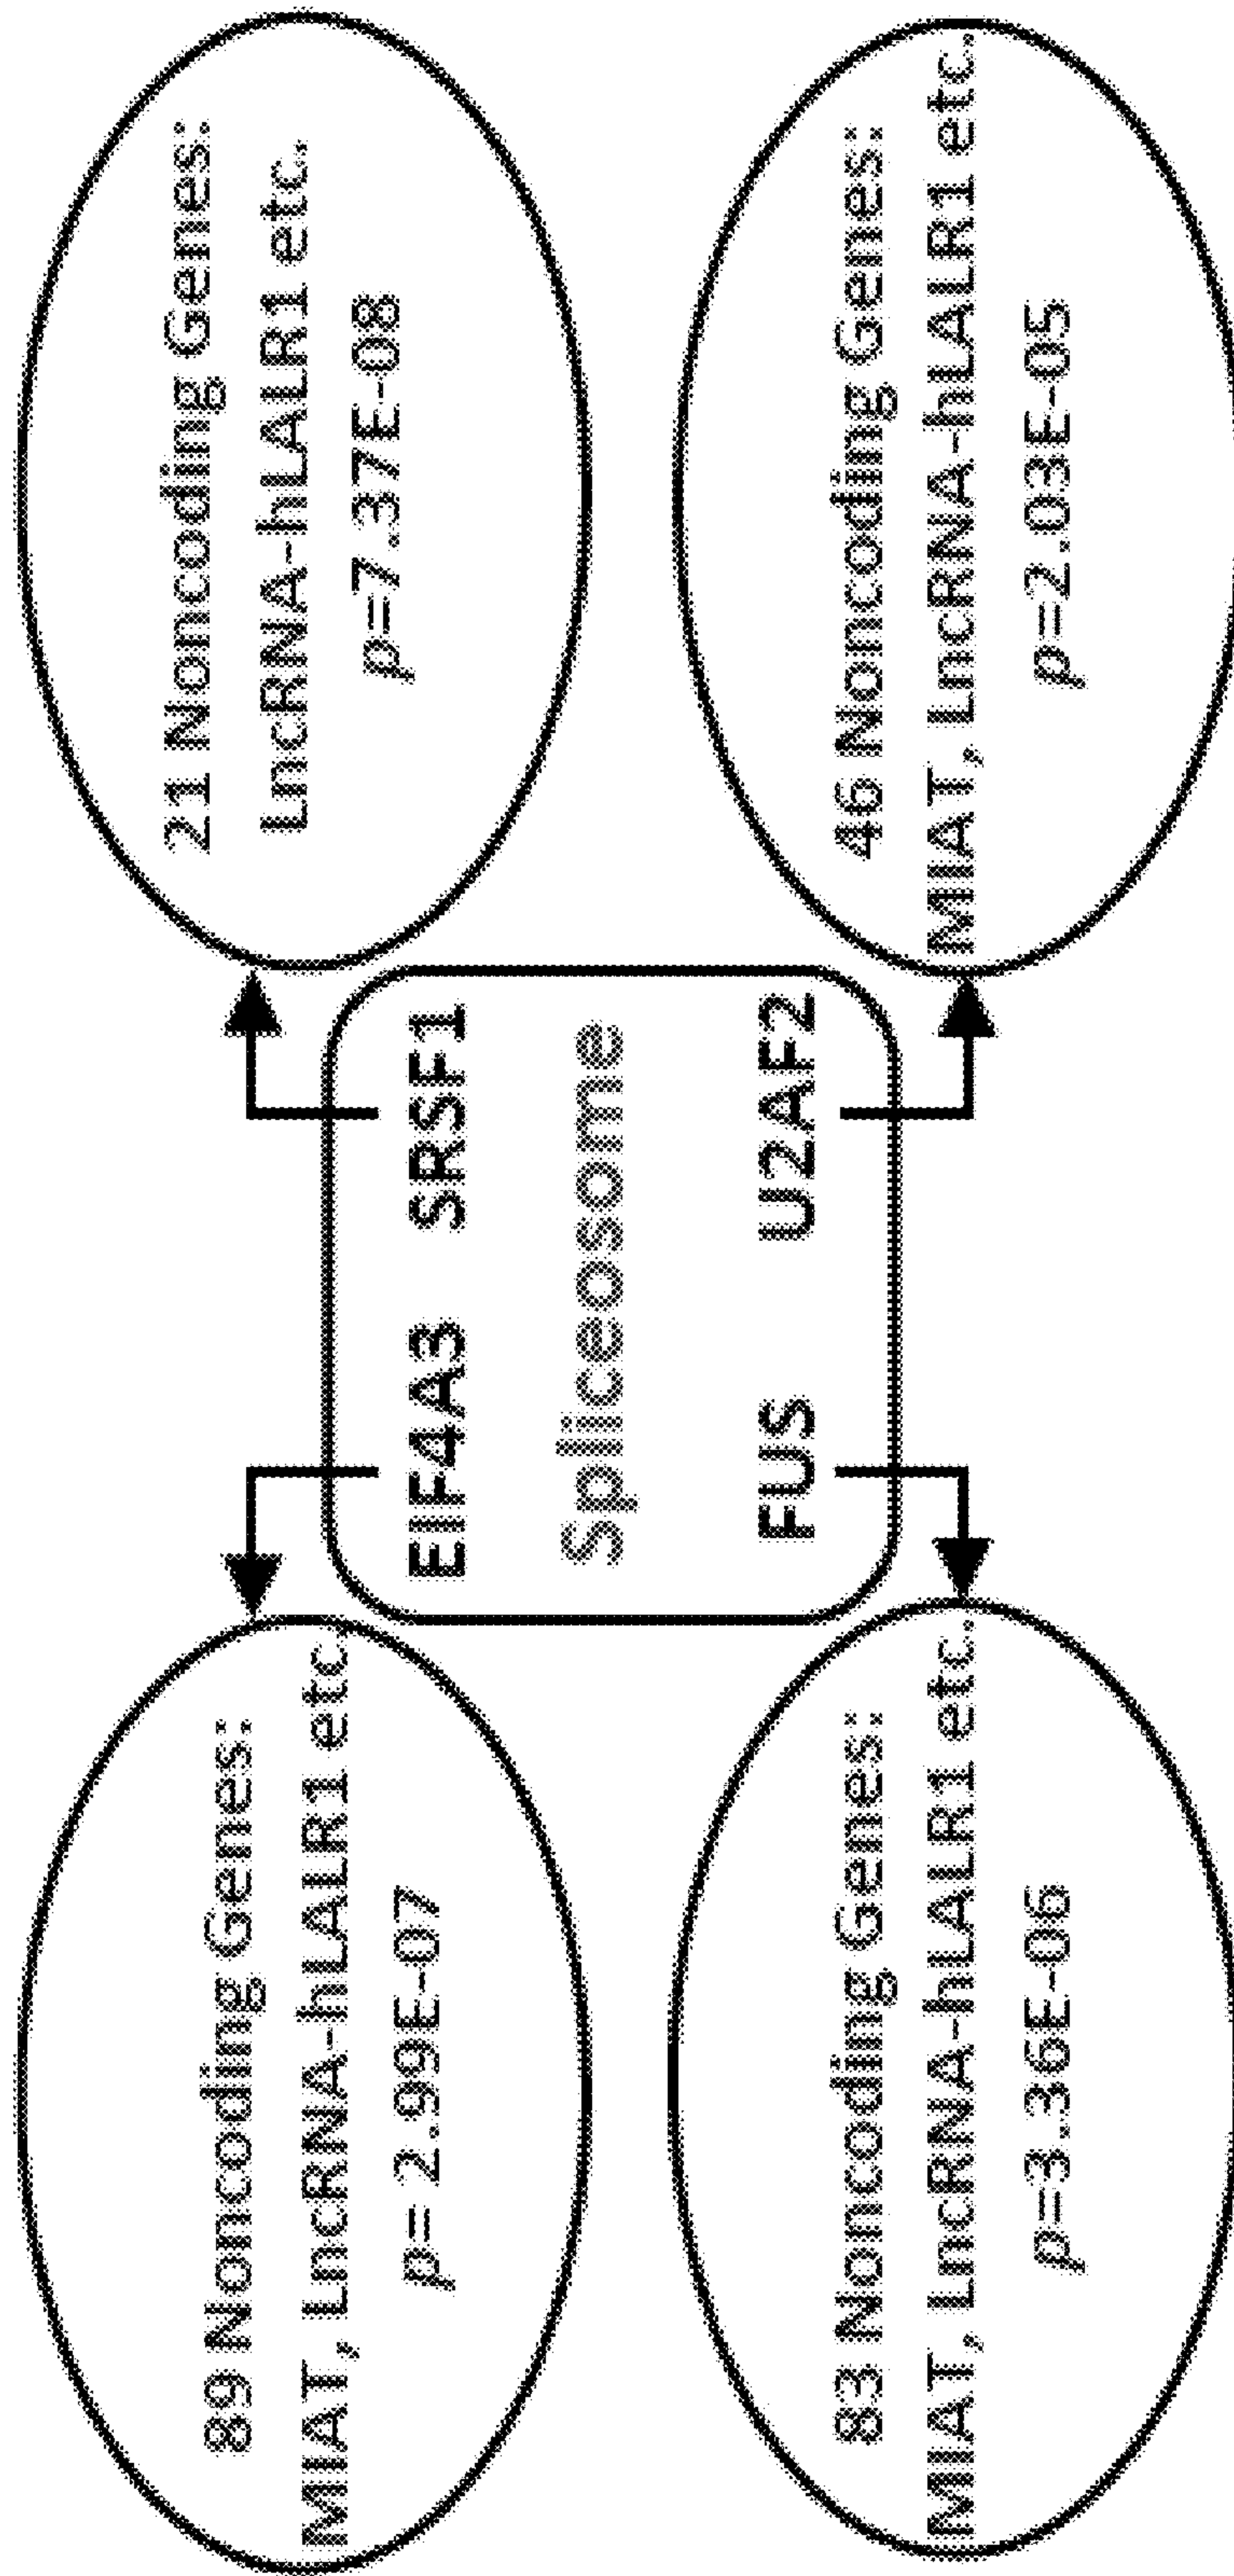 89 Noncoding Genes:
MIAT, LncRNA-hLALR1 etc.
p= 2.99E-07
21 Noncoding Genes:
LncRNA-hLALR1 etc.
p=7.37E-08
EIF4A3 SRSF1
Spliceosome
FUS U2AF2
83 Noncoding Genes:
MIAT, LncRNA-hLALR1 etc.
p=3.36E-06
46 Noncoding Genes:
MIAT, LncRNA-hLALR1 etc.
p=2.03E-05